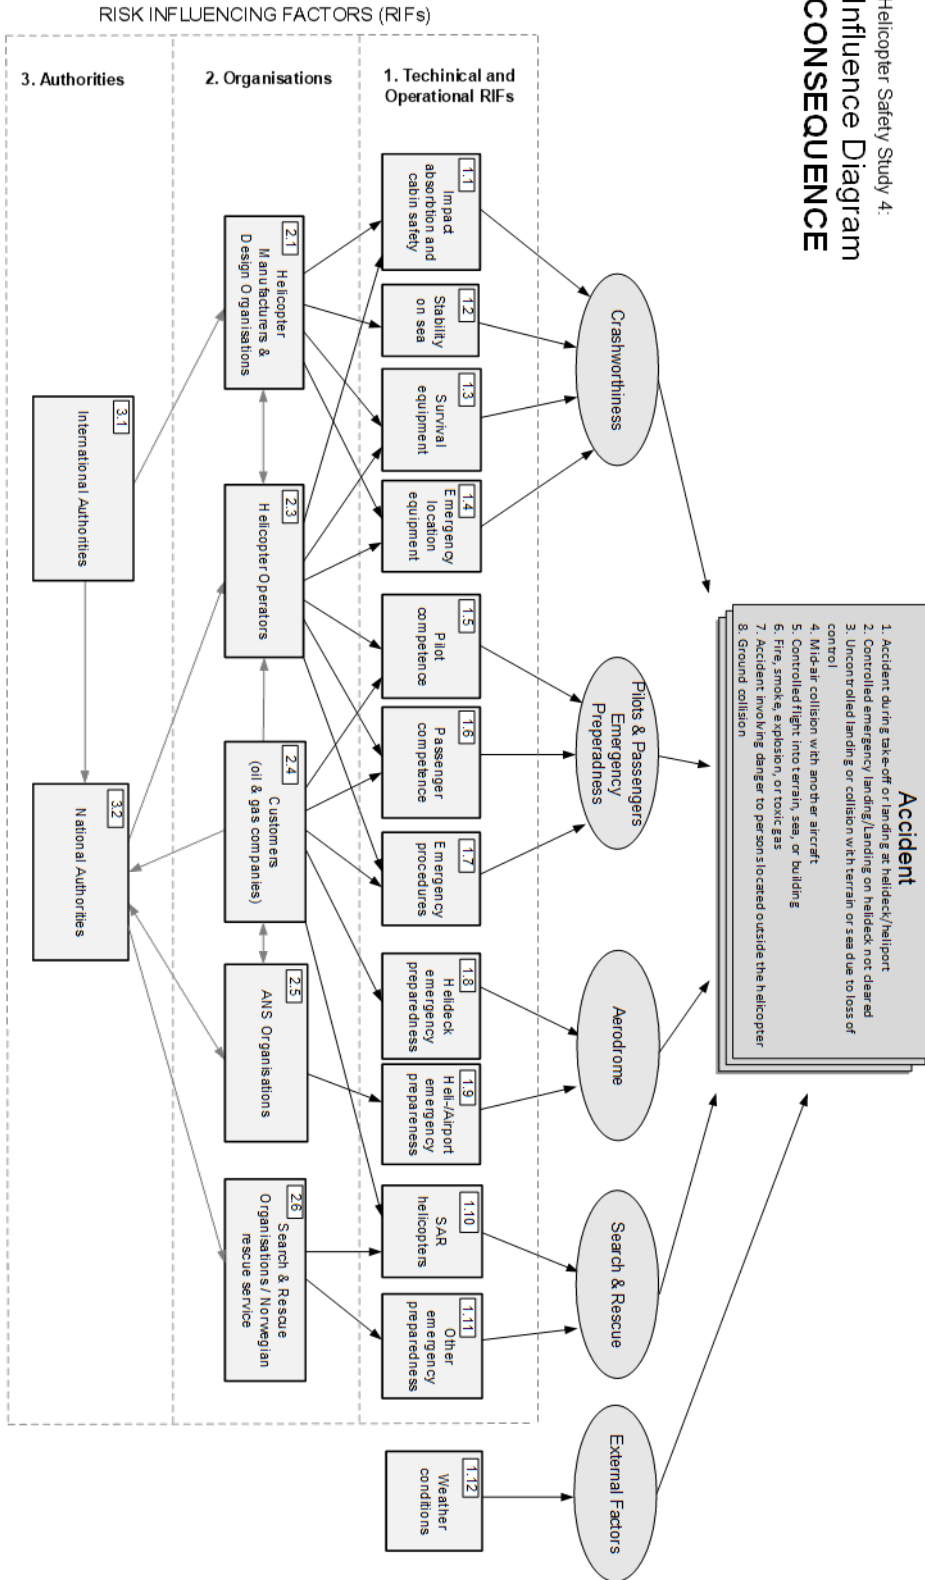 Helicopter Safety Study 4:
Influence Diagram
CONSEQUENCE
Accident
1. Accident during take-off or landing at helideck/heliport
2. Controlled emergency landing/Landing on helideck not cleared
3. Uncontrolled landing or collision with terrain or sea due to loss of
control
4. Mid-air collision with another aircraft
5. Controlled flight into terrain, sea, or building
6. Fire, smoke, explosion, or toxic gas
7. Accident involving danger to persons located outside the helicopter
8. Ground collision
Crashworthiness
Pilots & Passengers
Emergency
Preperadness
Aerodrome
Search & Rescue
External Factors
RISK INFLUENCING FACTORS (RIFs)
1. Techinical and
Operational RIFs
1.1
Impact
absorbtion and
cabin safety
1.2
Stability
on sea
1.3
Survival
equipment
1.4
Emergency
location
equipment
1.5
Pilot
competence
1.6
Passenger
competence
1.7
Emergency
procedures
1.8
Helideck
emergency
preparedness
1.9
Heli-/Airport
emergency
prepareness
1.10
SAR
helicopters
1.11
Other
emergency
preparedness
1.12
Weather
conditions
2. Organisations
2.1
Helicopter
Manufacturers &
Design Organisations
2.3
Helicopter Operators
2.4
Customers
(oil & gas companies)
2.5
ANS Organisations
2.6
Search & Rescue
Organisations / Norwegian
rescue service
3. Authorities
3.1
International Authorities
3.2
National Authorities